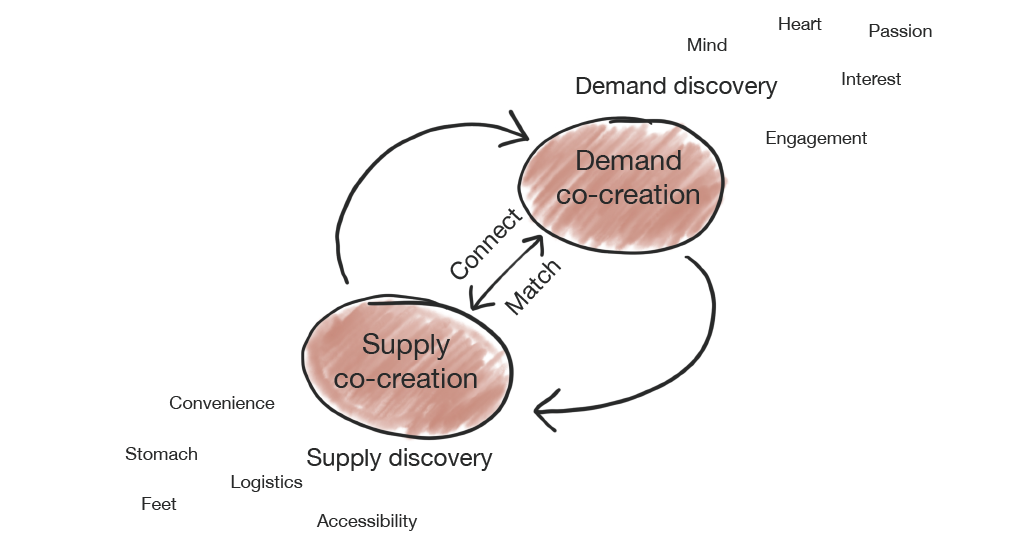 Heart
Passion
Mind
Interest
Demand discovery
Engagement
Demand
co-creation
Connect
Match
Supply
co-creation
Convenience
Stomach
Supply discovery
Logistics
Feet
Accessibility